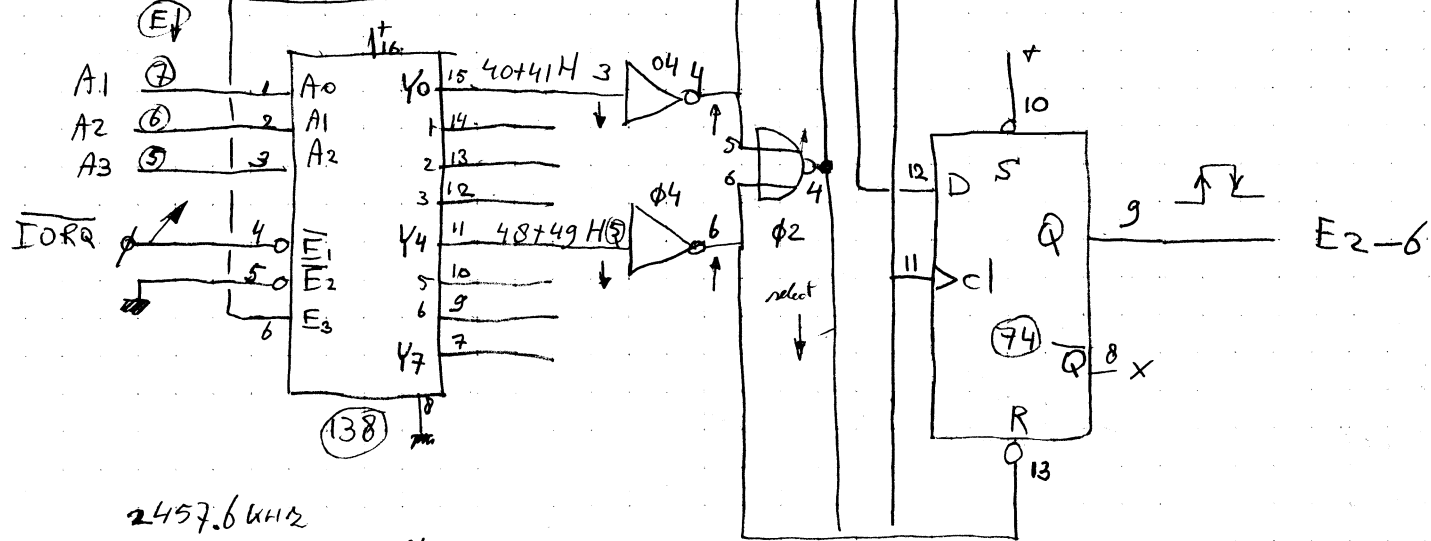 E
+
16
A1 7 1 A0 Y0 15 40+41H 3 04 4
A2 6 2 A1 1 14
A3 5 3 A2 2 13
3 12
IORQ 4 E1 Y4 11 48+49H 5 04 6
5 E2 5 10
6 E3 6 9
Y7 7
8
138
5
6
4
02
select
+
10
S
12 D
Q 9 E2-6
11 cl
74
Q 8 x
R
13
2457.6 kHz